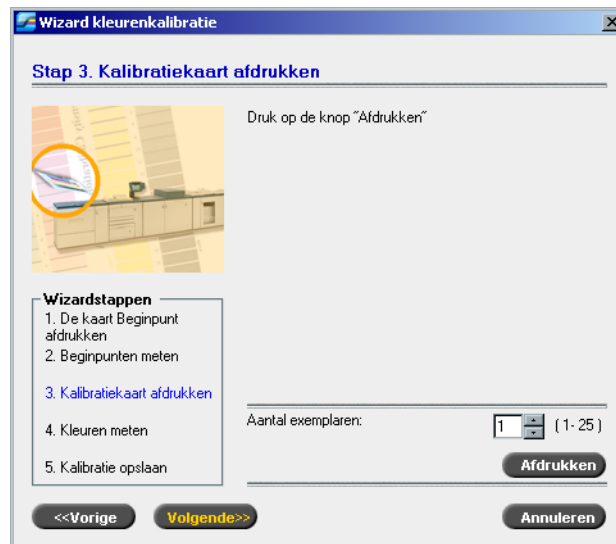 Wizard kleurenkalibratie
Stap 3. Kalibratiekaart afdrukken
Druk op de knop "Afdrukken"
Wizardstappen
1. De kaart Beginpunt
afdrukken
2. Beginpunten meten
3. Kalibratiekaart afdrukken
4. Kleuren meten
5. Kalibratie opslaan
Aantal exemplaren:
1
(1-25)
Afdrukken
<<Vorige
Volgende>>
Annuleren